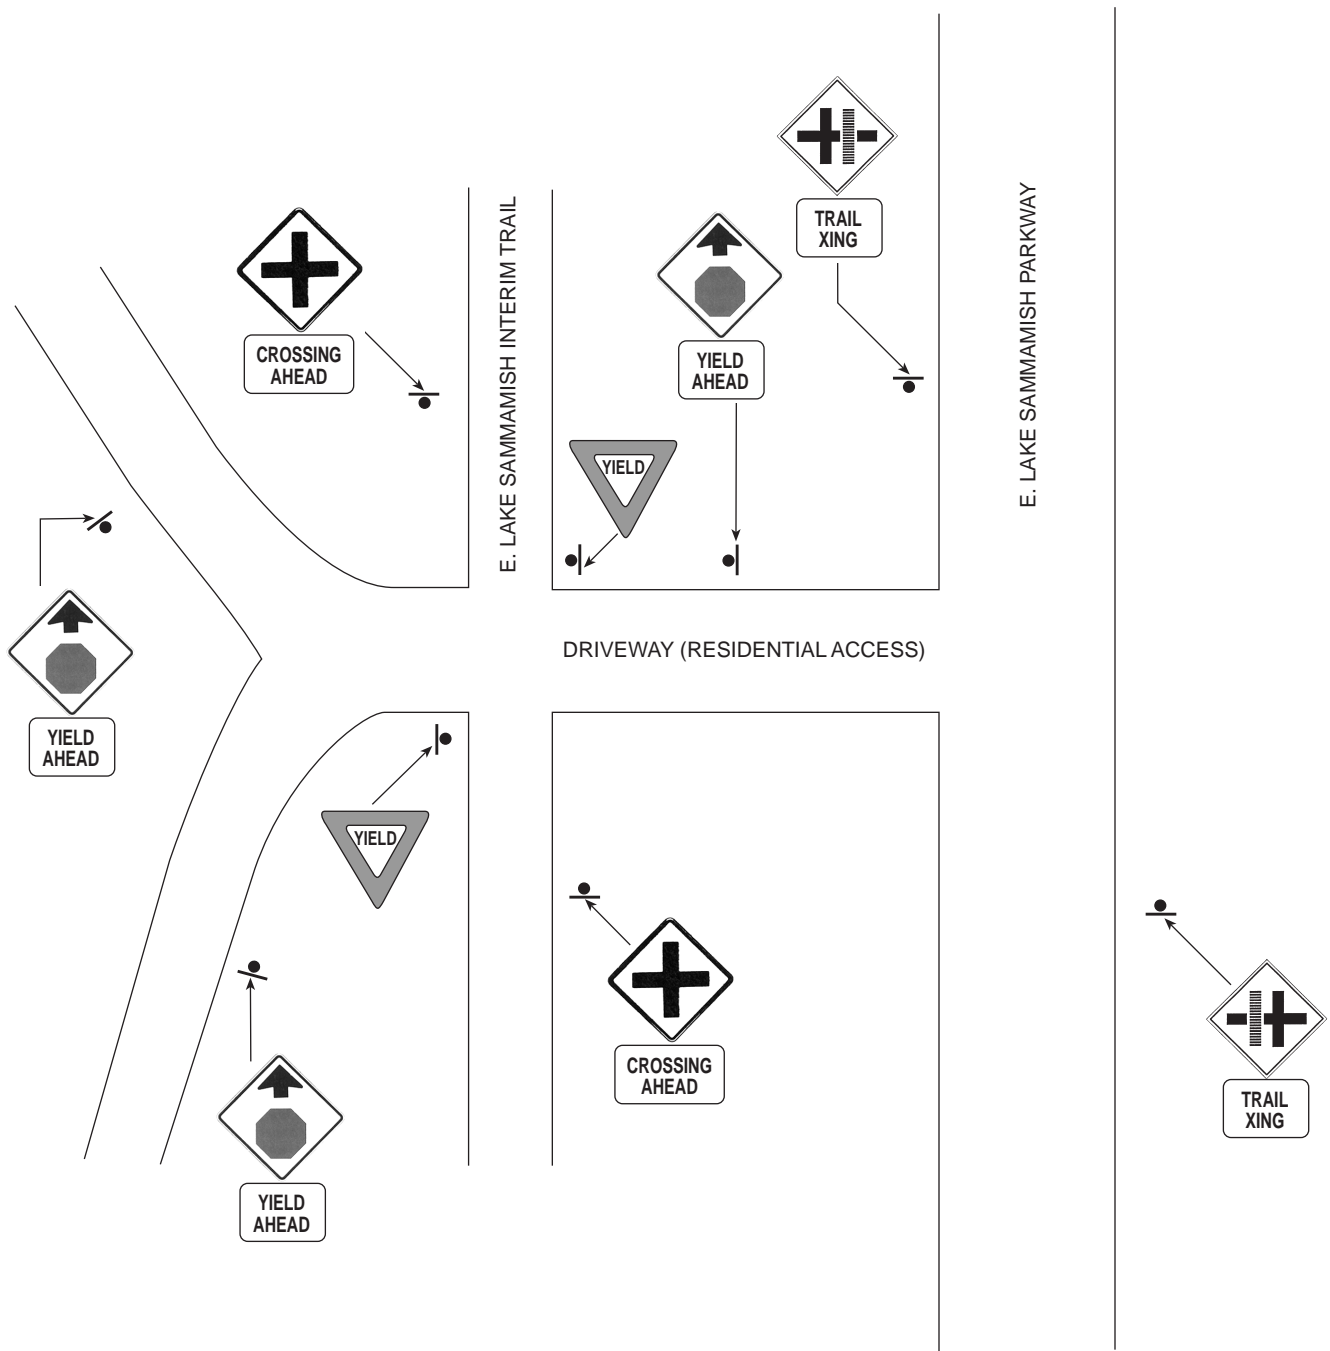 TRAIL
XING
E. LAKE SAMMAMISH INTERIM TRAIL
E. LAKE SAMMAMISH PARKWAY
CROSSING
AHEAD
YIELD
AHEAD
YIELD
DRIVEWAY (RESIDENTIAL ACCESS)
YIELD
AHEAD
YIELD
CROSSING
AHEAD
TRAIL
XING
YIELD
AHEAD